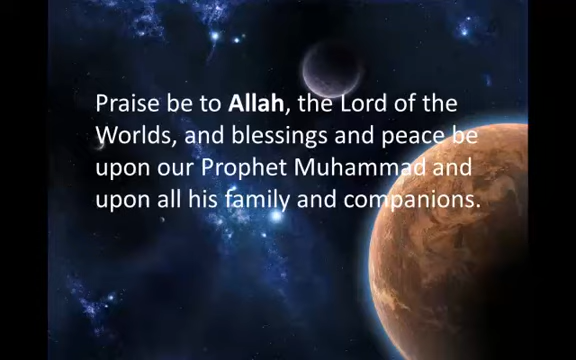 Praise be to Allah, the Lord of the
Worlds, and blessings and peace be
upon our Prophet Muhammad and
upon all his family and companions.